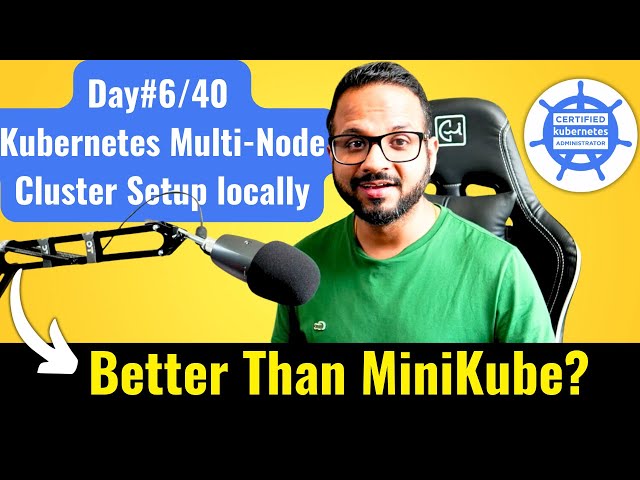 Day#6/40
Kubernetes Multi-Node
Cluster Setup locally
CERTIFIED
kubernetes
ADMINISTRATOR
Better Than MiniKube?